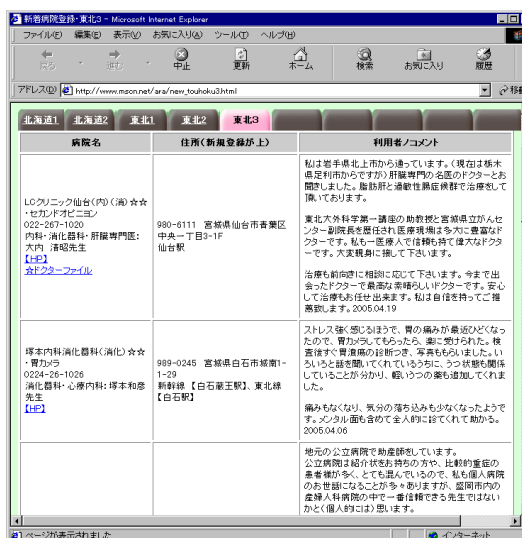 新着病院登録・東北3 - Microsoft Internet Explorer
ファイル(F) 編集(E) 表示(V) お気に入り(A) ツール(T) ヘルプ(H)
戻る 進む 中止 更新 ホーム 検索 お気に入り 履歴
アドレス(D) http://www.mscn.net/ara/new_touhoku3.html 移動
北海道1 北海道2 東北1 東北2 東北3
病院名 住所(新規登録が上) 利用者/コメント
LCクリニック仙台(内)(消)☆☆
・セカンドオピニオン
022-267-1020
内科・消化器科・肝臓専門医:
大内 清昭先生
【HP】
☆ドクターファイル
980-6111 宮城県仙台市青葉区
中央一丁目3-1F
仙台駅
私は岩手県北上市から通っています。(現在は栃木
県足利市からですが)肝臓専門の名医のドクターとお
聞きしました。脂肪肝と過敏性腸症候群で治療をして
頂いております。
東北大外科学第一講座の助教授と宮城県立がんセ
ンター副院長を歴任され医療現場は多大に豊富なド
クターです。私も一医療人で信頼も持て偉大なドクタ
ーです。大変親身に接して下さいます。
治療も前向きに相談に応じて下さいます。今まで出
会ったドクターで最高な素晴らしいドクターです。安心
して治療もお任せ出来ます。私は自信を持ってご推
薦致します。2005.04.19
塚本内科消化器科(消化)☆☆
・胃カメラ
0224-26-1026
消化器科・心療内科:塚本和彦
先生
【HP】
989-0245 宮城県白石市城南1-
1-29
新幹線 【白石蔵王駅】、東北線
【白石駅】
ストレス強く感じるほうで、胃の痛みが最近ひどくなっ
たので、胃カメラしてもらったら、楽に受けられた。検
査後すぐ胃潰瘍の診断つき、写真ももらいました。い
ろいろと話を聞いてくれているうちに、うつ状態も関係
していることが分かり、軽いうつの薬も追加してくれま
した。
痛みもなくなり、気分の落ち込みも少なくなったようで
す。メンタル面も含めて全人的に診てくれて助かる。
2005.04.06
地元の公立病院で助産師をしています。
公立病院は紹介状をお持ちの方や、比較的重症の
患者様が多く、とても混んでいるので、私も個人病院
のお世話になることが多々ありますが、盛岡市内の
産婦人科病院の中で一番信頼できる先生ではない
かと(個人的には)思います。
ページが表示されました インターネット